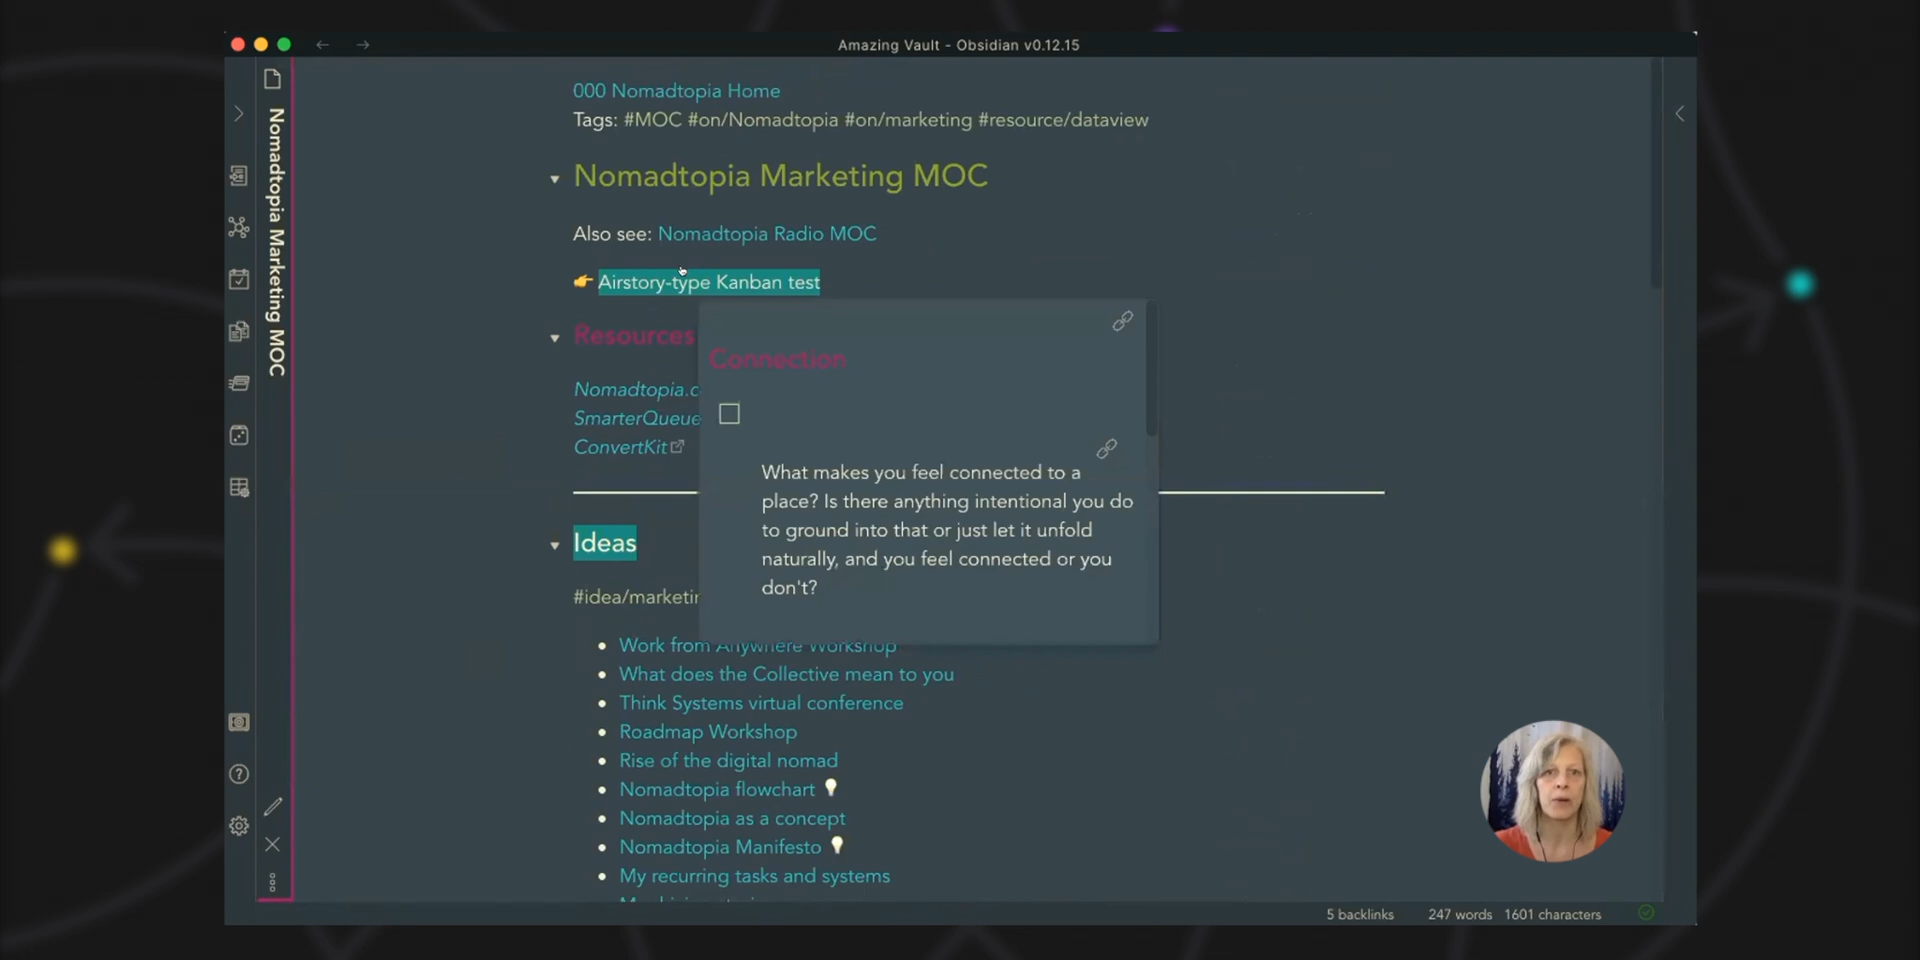 Amazing Vault - Obsidian v0.12.15
Nomadtopia Marketing MOC
000 Nomadtopia Home
Tags: #MOC #on/Nomadtopia #on/marketing #resource/dataview
Nomadtopia Marketing MOC
Also see: Nomadtopia Radio MOC
Airstory-type Kanban test
Resources
Nomadtopia.c
SmarterQueue
ConvertKit
Connection
What makes you feel connected to a
place? Is there anything intentional you do
to ground into that or just let it unfold
naturally, and you feel connected or you
don't?
Ideas
#idea/marketin
Work from Anywhere Workshop
What does the Collective mean to you
Think Systems virtual conference
Roadmap Workshop
Rise of the digital nomad
Nomadtopia flowchart
Nomadtopia as a concept
Nomadtopia Manifesto
My recurring tasks and systems
5 backlinks 247 words 1601 characters